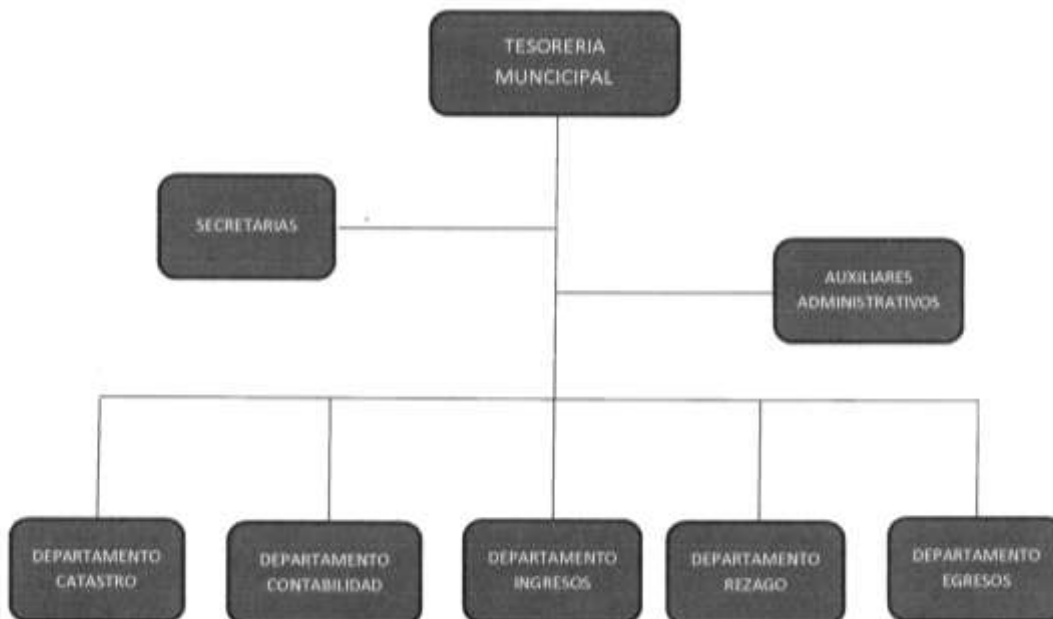 TESORERIA
MUNCICIPAL
SECRETARIAS
AUXILIARES
ADMINISTRATIVOS
DEPARTAMENTO
CATASTRO
DEPARTAMENTO
CONTABILIDAD
DEPARTAMENTO
INGRESOS
DEPARTAMENTO
REZAGO
DEPARTAMENTO
EGRESOS